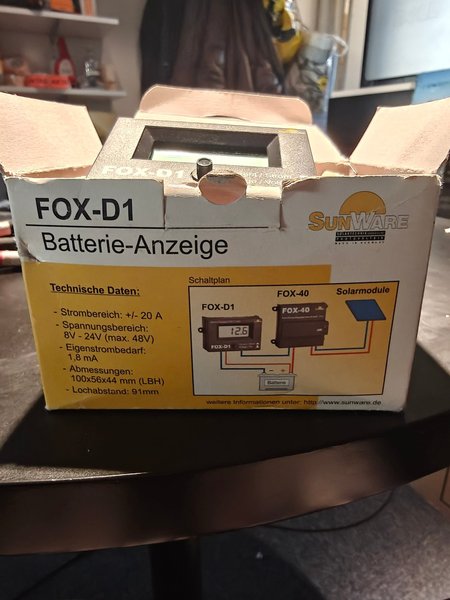 FOX-D1
FOX-D1
Batterie-Anzeige
SUNWARE
Technische Daten:
- Strombereich: +/- 20 A
- Spannungsbereich:
8V - 24V (max. 48V)
- Eigenstrombedarf:
1,8 mA
- Abmessungen:
100x56x44 mm (LBH)
- Lochabstand: 91mm
Schaltplan
FOX-D1
FOX-40
Solarmodule
12.6
FOX-D1
FOX-40
Batterie
weitere Informationen unter: http://www.sunware.de